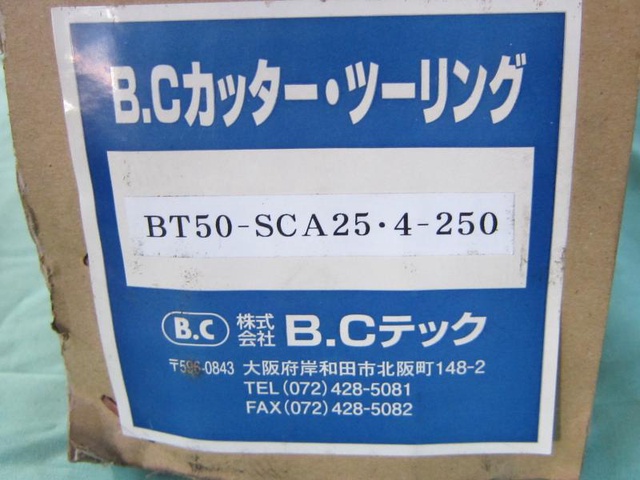 B.Cカッター・ツーリング
BT50-SCA25・4-250
B.C 株式会社 B.Cテック
〒596-0843 大阪府岸和田市北阪町148-2
TEL(072)428-5081
FAX(072)428-5082